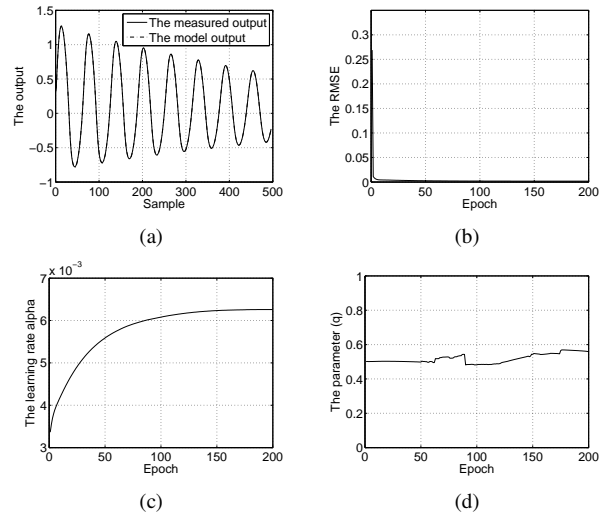 1.5
1
0.5
0
−0.5
−1
The output
The measured output
The model output
0 100 200 300 400 500
Sample
(a)
0.35
0.3
0.25
0.2
0.15
0.1
0.05
0
The RMSE
0 50 100 150 200
Epoch
(b)
7 x 10⁻³
6
5
4
3
The learning rate alpha
0 50 100 150 200
Epoch
(c)
1
0.8
0.6
0.4
0.2
0
The parameter (q)
0 50 100 150 200
Epoch
(d)